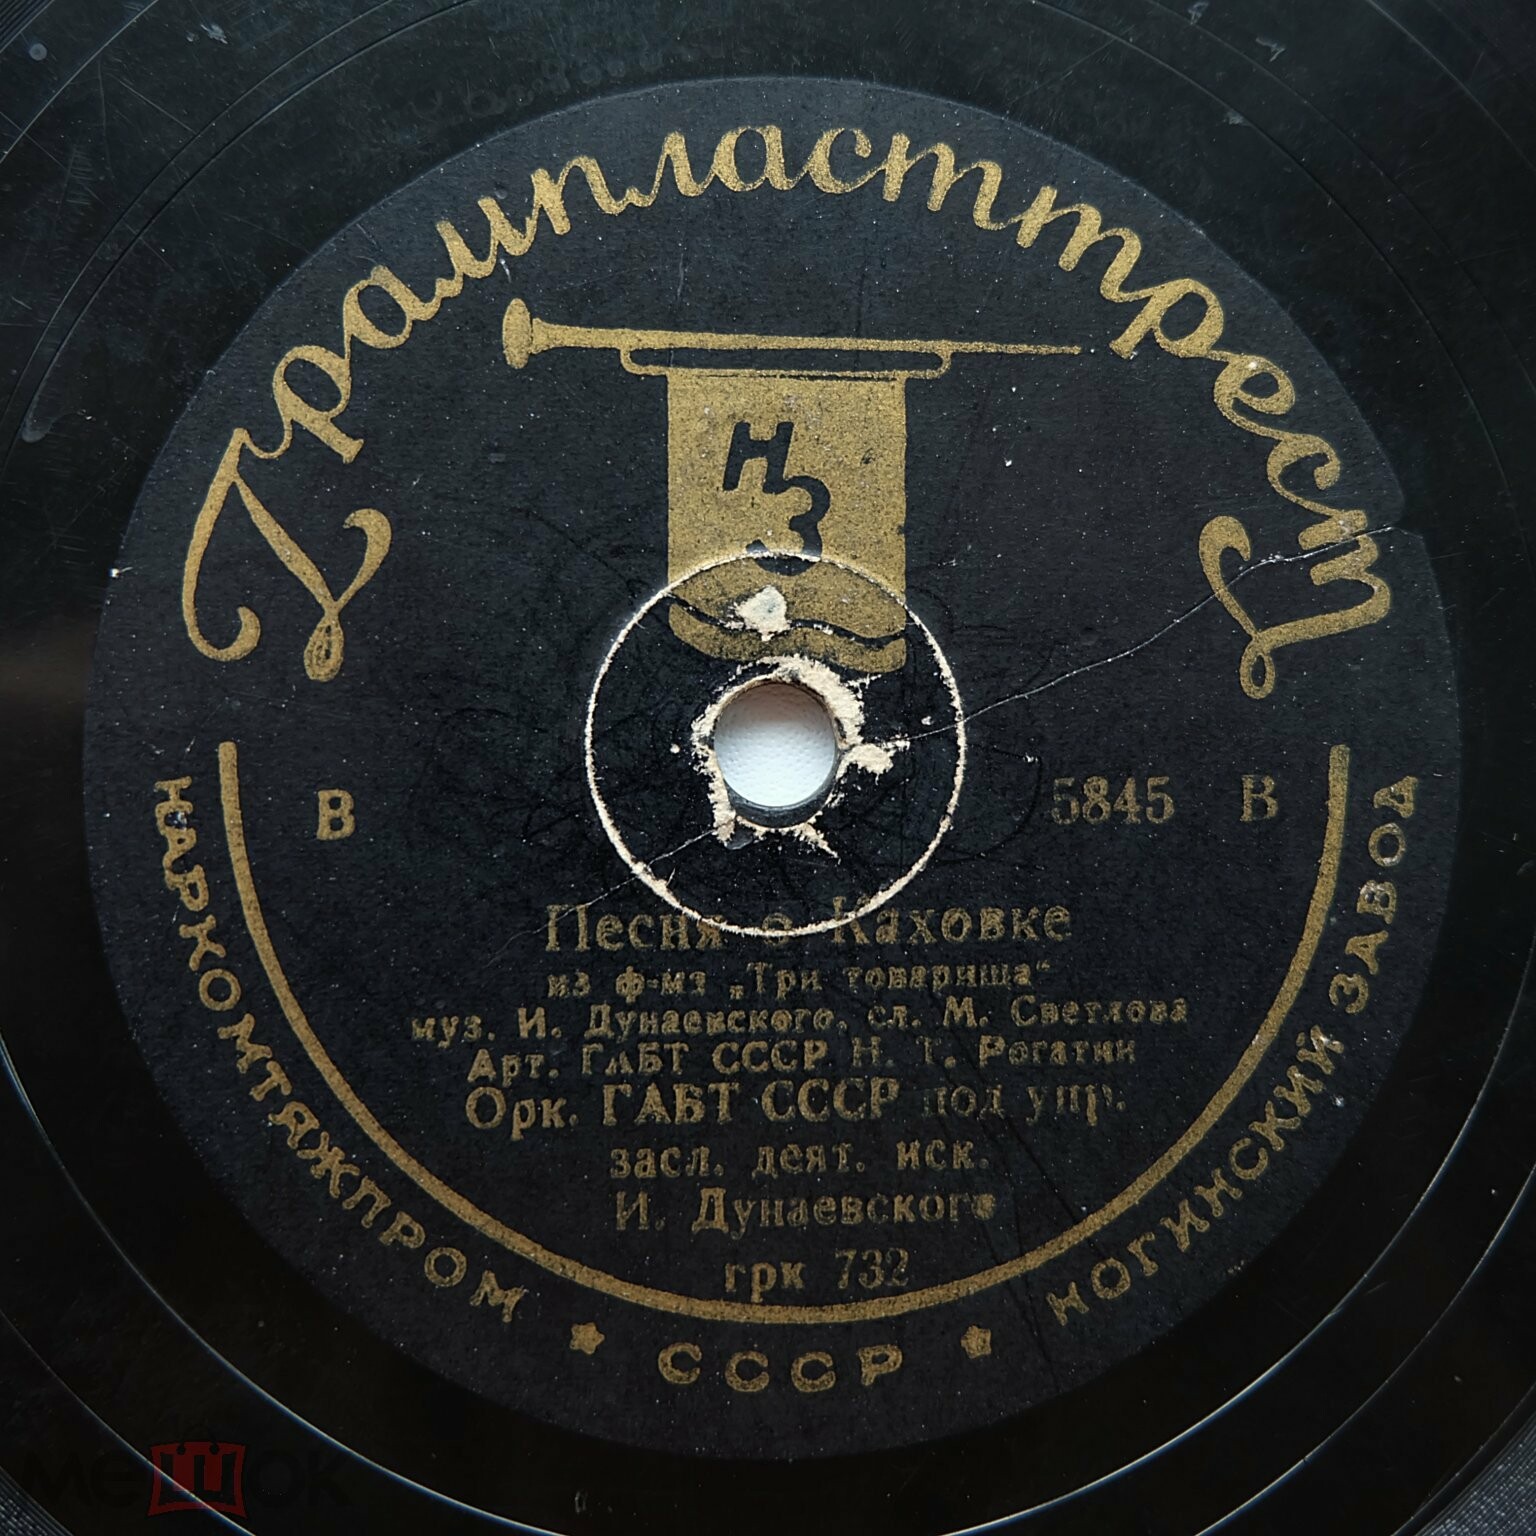 Грампласттрест
НЗ
В 5845 В
Песня о Каховке
из ф-ма „Три товарища“
муз. И. Дунаевского, сл. М. Светлова
Арт. ГАБТ СССР Н. Т. Рогатин
Орк. ГАБТ СССР под упр.
засл. деят. иск.
И. Дунаевского
грк 732
НАРКОМТЯЖПРОМ ★ СССР ★ НОГИНСКИЙ ЗАВОД
мешок